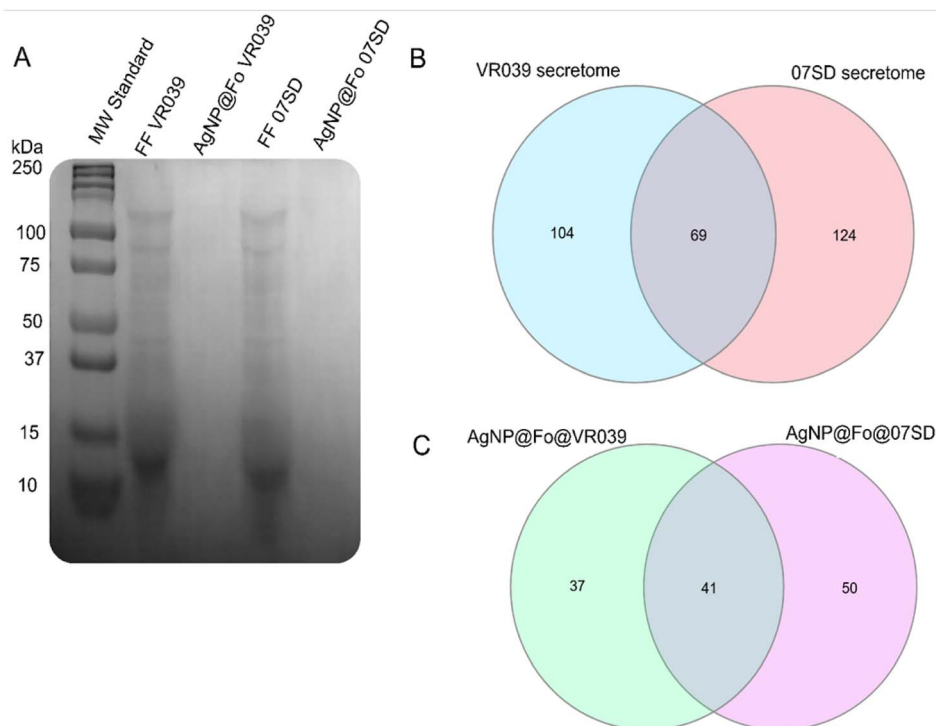 A
MW Standard
FF VR039
AgNP@Fo VR039
FF 07SD
AgNP@Fo 07SD
kDa
250
100
75
50
37
15
10
B
VR039 secretome
07SD secretome
104
69
124
C
AgNP@Fo@VR039
AgNP@Fo@07SD
37
41
50